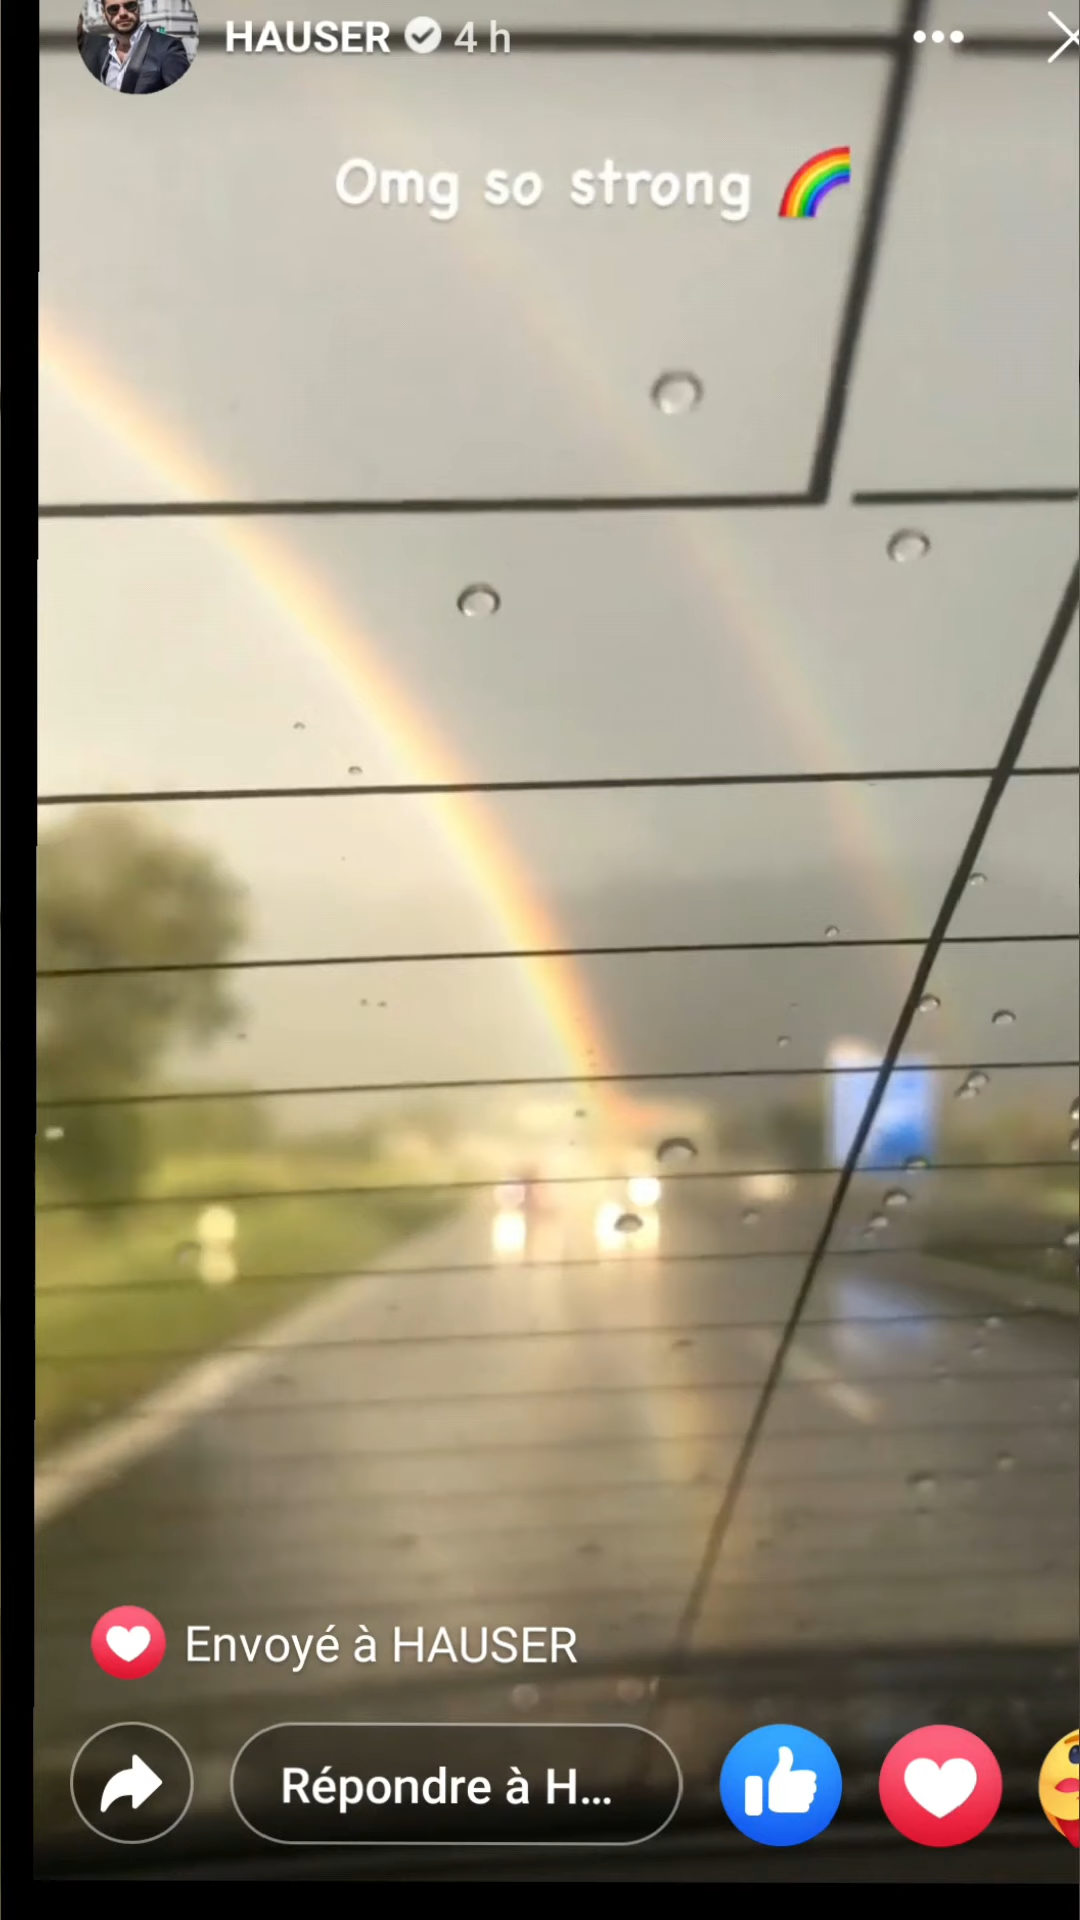 HAUSER 4 h
Omg so strong 🌈
Envoyé à HAUSER
Répondre à H...